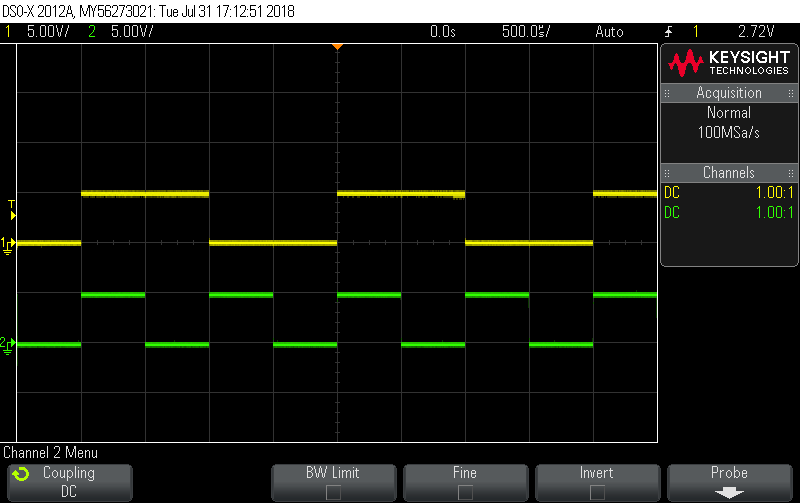 DSO-X 2012A, MY56273021: Tue Jul 31 17:12:51 2018
1 5.00V/ 2 5.00V/ 0.0s 500.0㎲/ Auto 1 2.72V
KEYSIGHT
TECHNOLOGIES
Acquisition
Normal
100MSa/s
Channels
DC 1.00:1
DC 1.00:1
T
1
2
Channel 2 Menu
Coupling
DC
BW Limit
Fine
Invert
Probe